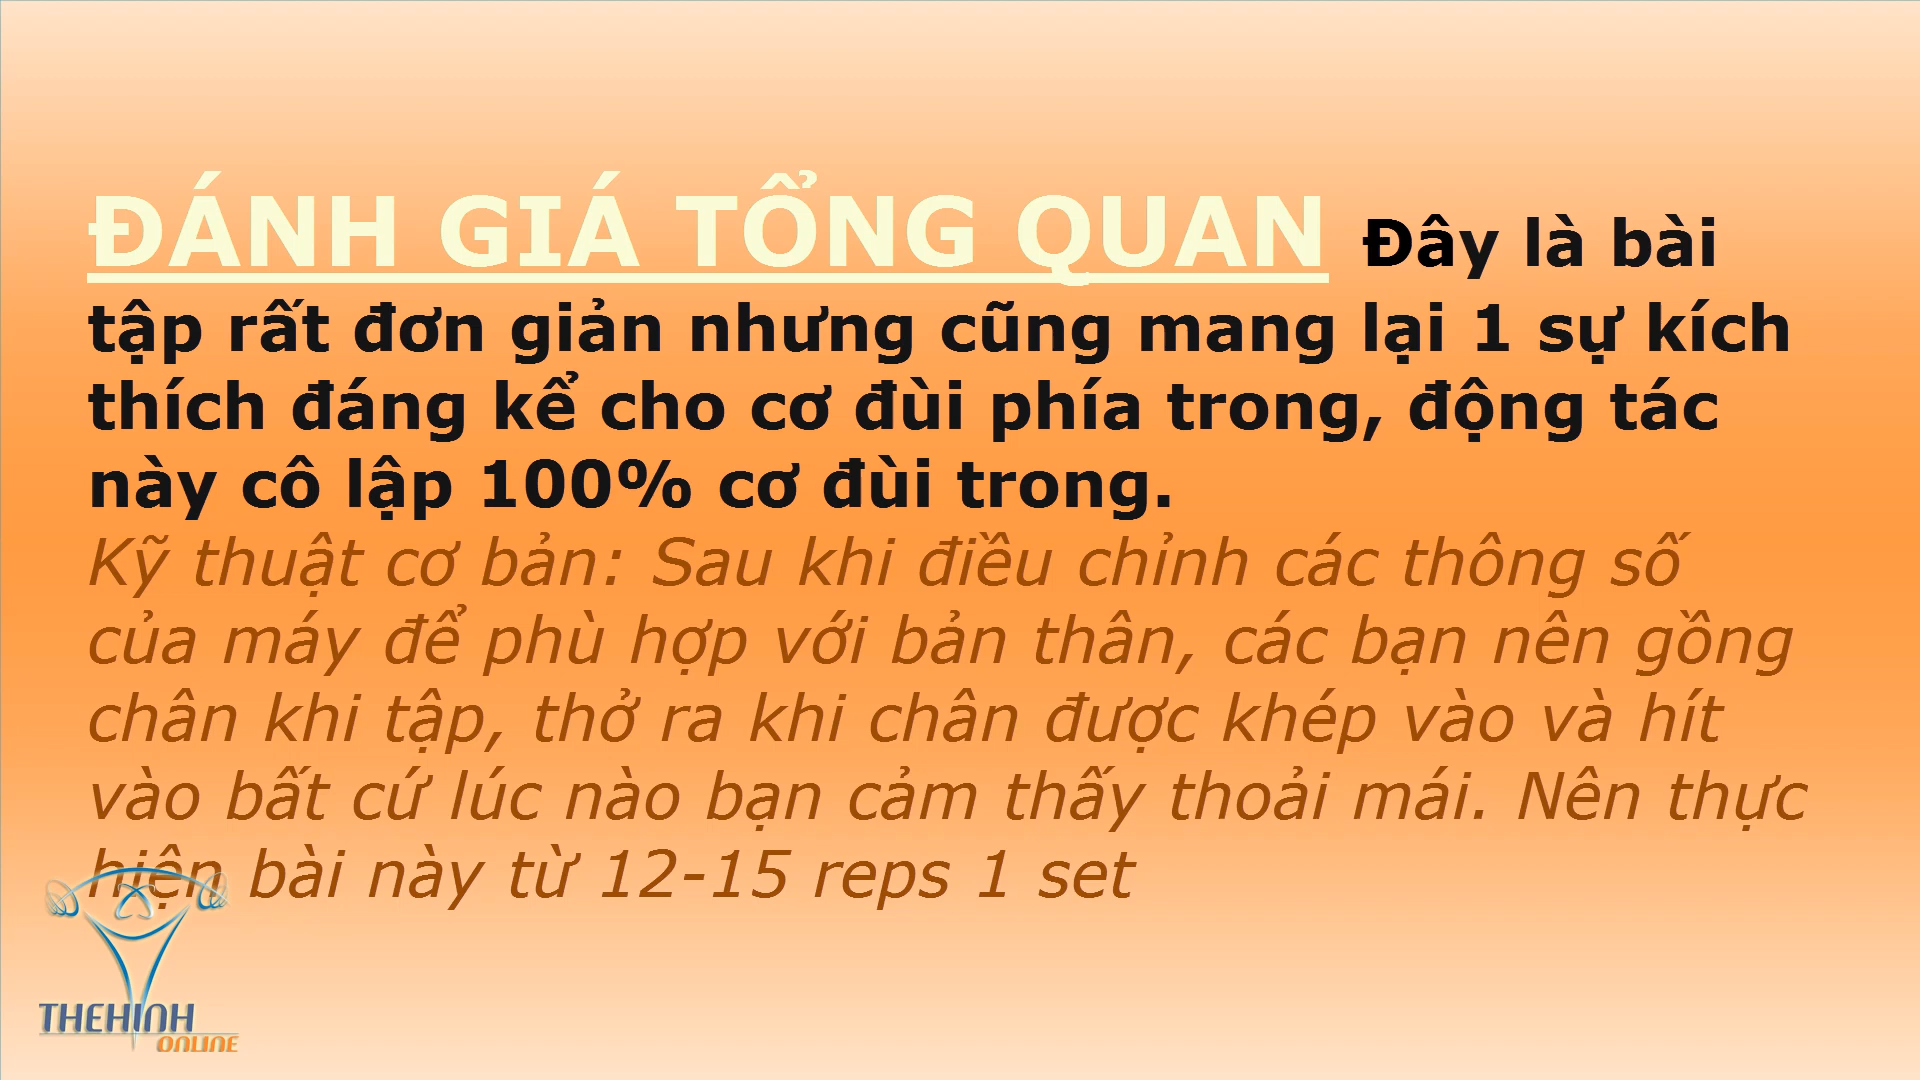 ĐÁNH GIÁ TỔNG QUAN Đây là bài
tập rất đơn giản nhưng cũng mang lại 1 sự kích
thích đáng kể cho cơ đùi phía trong, động tác
này cô lập 100% cơ đùi trong.
Kỹ thuật cơ bản: Sau khi điều chỉnh các thông số
của máy để phù hợp với bản thân, các bạn nên gồng
chân khi tập, thở ra khi chân được khép vào và hít
vào bất cứ lúc nào bạn cảm thấy thoải mái. Nên thực
hiện bài này từ 12-15 reps 1 set
THEHINH
ONLINE